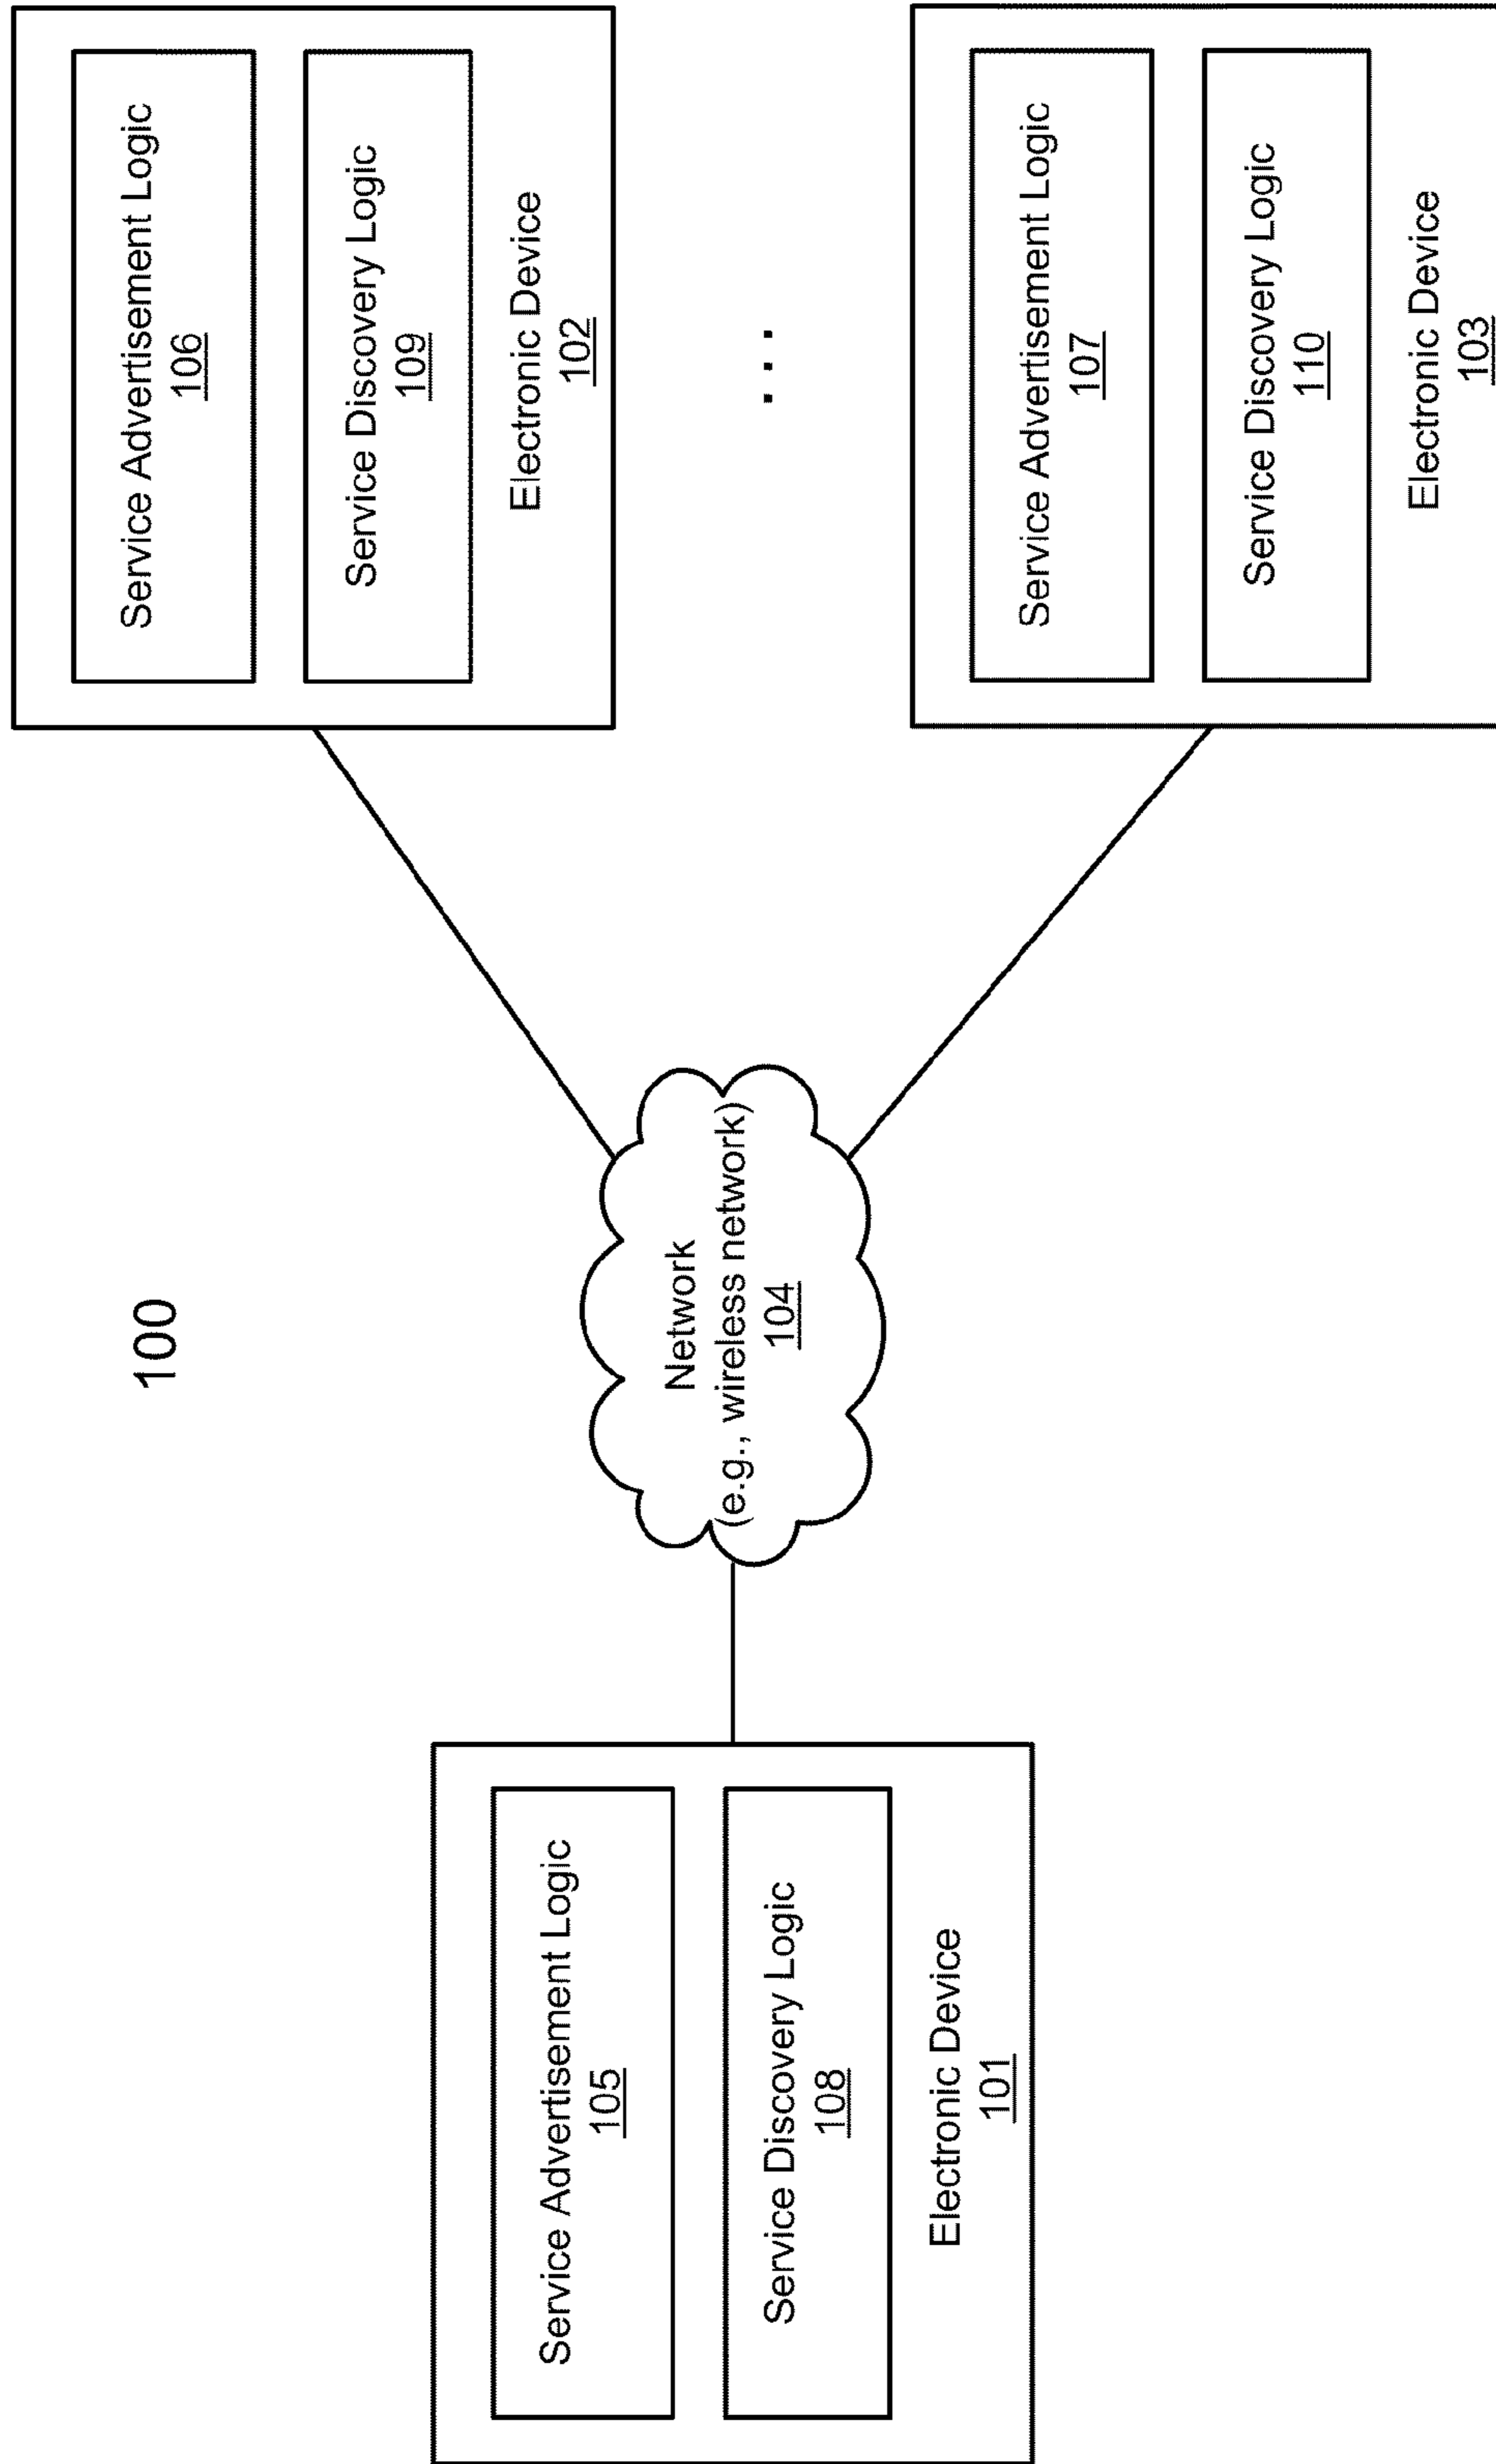 100
Service Advertisement Logic
105
Service Discovery Logic
108
Electronic Device
101
Network
(e.g., wireless network)
104
Service Advertisement Logic
106
Service Discovery Logic
109
Electronic Device
102
...
Service Advertisement Logic
107
Service Discovery Logic
110
Electronic Device
103